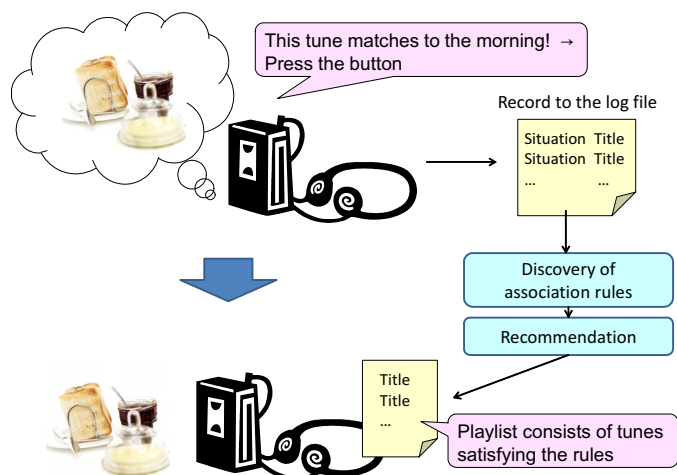 This tune matches to the morning! →
Press the button
Record to the log file
Situation Title
Situation Title
... ...
Discovery of
association rules
Recommendation
Title
Title
...
Playlist consists of tunes
satisfying the rules